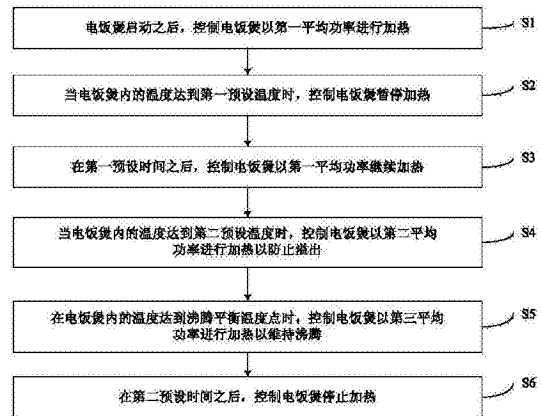 电饭煲启动之后，控制电饭煲以第一平均功率进行加热
S1
当电饭煲内的温度达到第一预设温度时，控制电饭煲暂停加热
S2
在第一预设时间之后，控制电饭煲以第一平均功率继续加热
S3
当电饭煲内的温度达到第二预设温度时，控制电饭煲以第二平均
功率进行加热以防止溢出
S4
在电饭煲内的温度达到沸腾平衡温度点时，控制电饭煲以第三平均
功率进行加热以维持沸腾
S5
在第二预设时间之后，控制电饭煲停止加热
S6